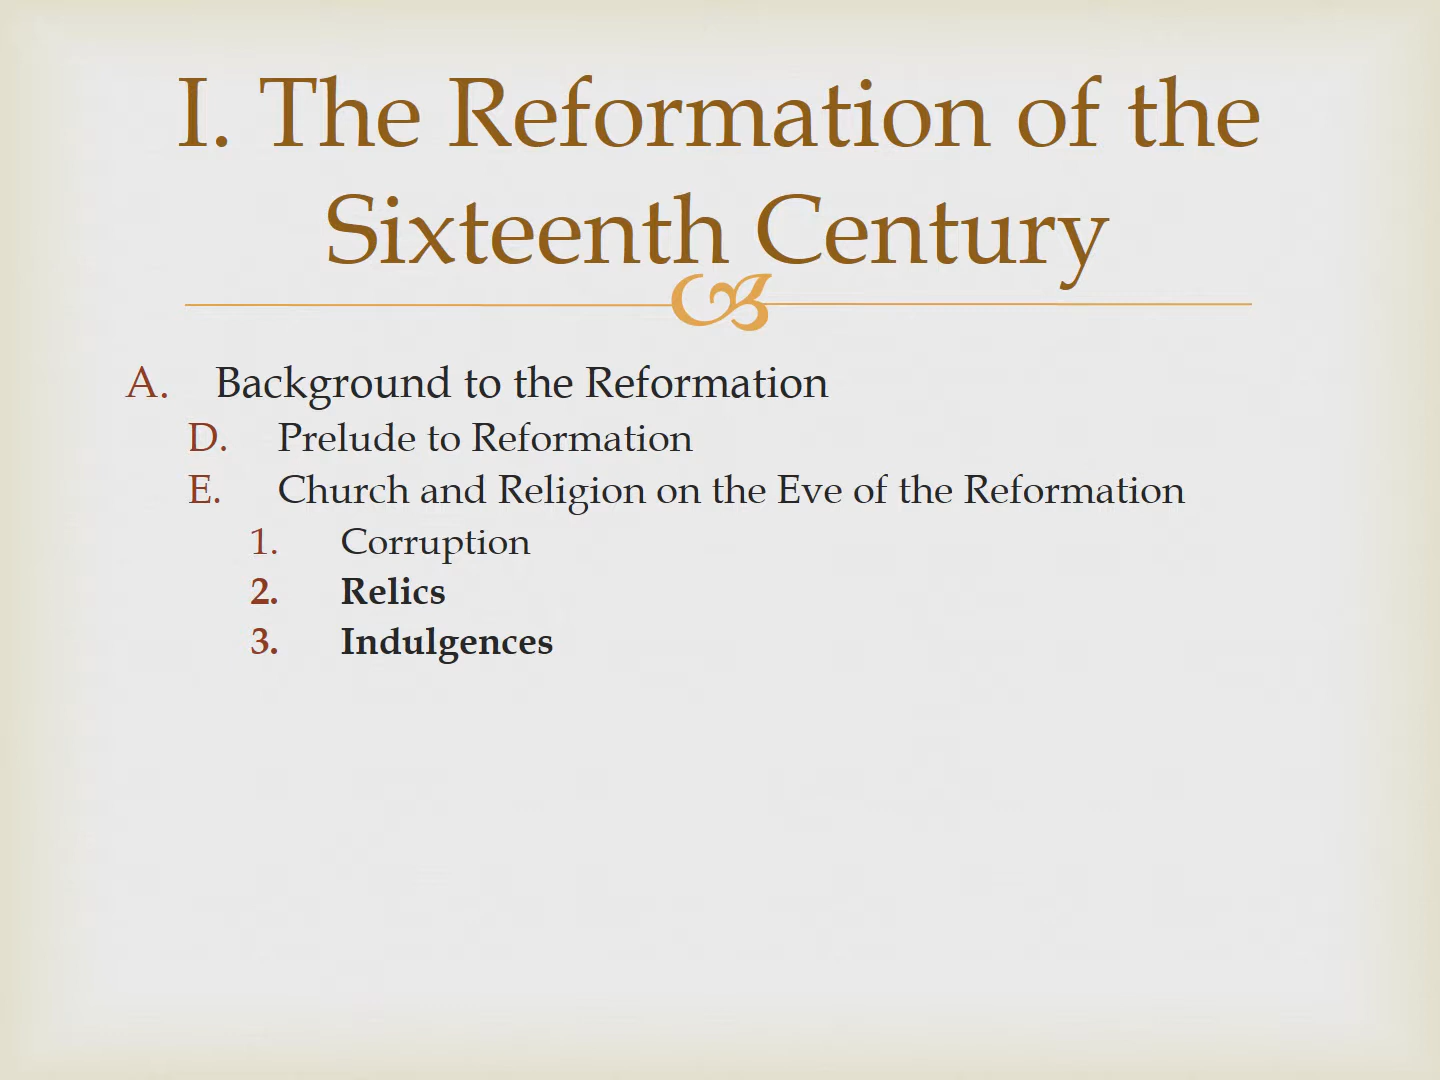 I. The Reformation of the
Sixteenth Century
A. Background to the Reformation
D. Prelude to Reformation
E. Church and Religion on the Eve of the Reformation
1. Corruption
2. Relics
3. Indulgences